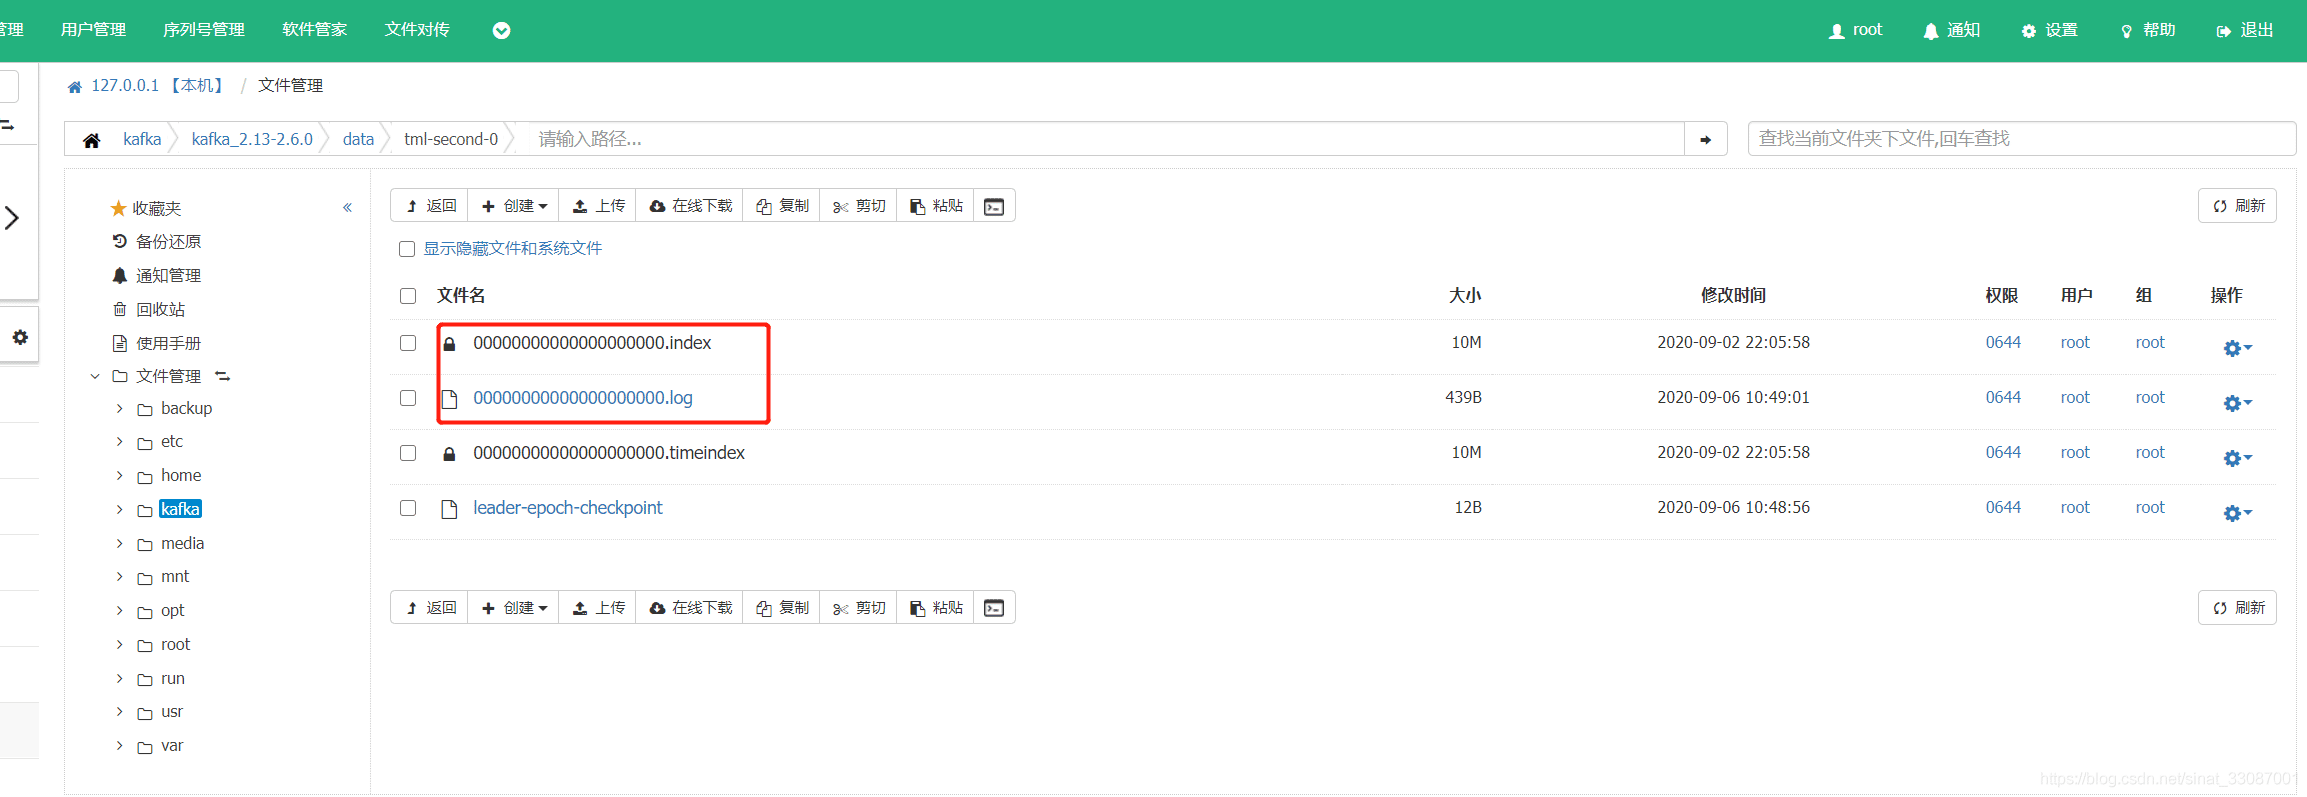 管理 用户管理 序列号管理 软件管家 文件对传 root 通知 设置 帮助 退出
127.0.0.1 【本机】 / 文件管理
kafka kafka_2.13-2.6.0 data tml-second-0 请输入路径... 查找当前文件夹下文件,回车查找
收藏夹
备份还原
通知管理
回收站
使用手册
文件管理
backup
etc
home
kafka
media
mnt
opt
root
run
usr
var
返回 创建 上传 在线下载 复制 剪切 粘贴 刷新
显示隐藏文件和系统文件
文件名 大小 修改时间 权限 用户 组 操作
00000000000000000000.index 10M 2020-09-02 22:05:58 0644 root root
00000000000000000000.log 439B 2020-09-06 10:49:01 0644 root root
00000000000000000000.timeindex 10M 2020-09-02 22:05:58 0644 root root
leader-epoch-checkpoint 12B 2020-09-06 10:48:56 0644 root root
返回 创建 上传 在线下载 复制 剪切 粘贴 刷新
https://blog.csdn.net/sinat_33087001